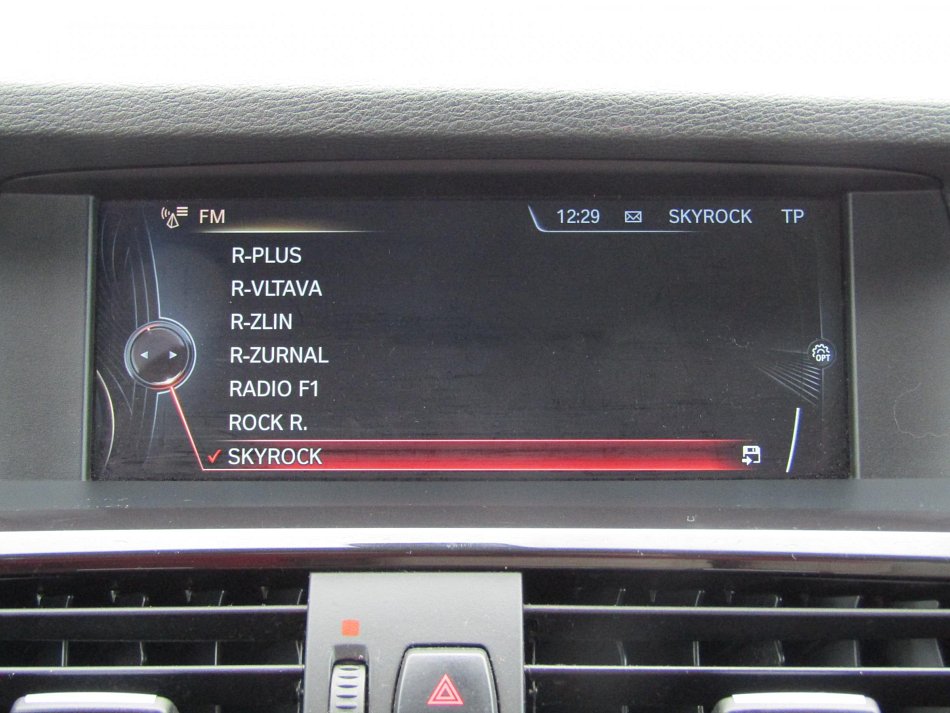 FM 12:29 SKYROCK TP
R-PLUS
R-VLTAVA
R-ZLIN
R-ZURNAL
OPT
RADIO F1
ROCK R.
SKYROCK